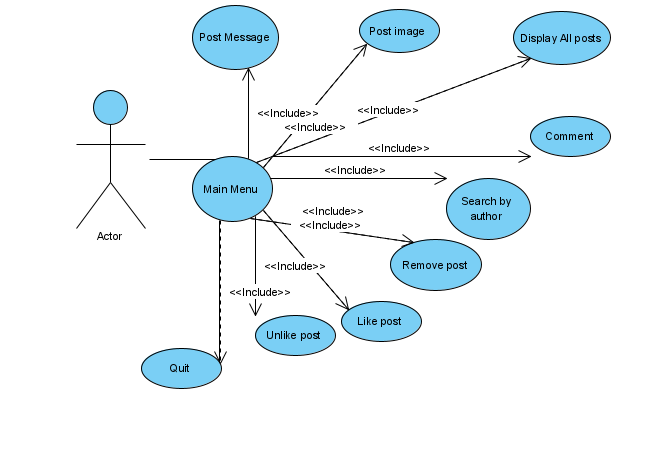 Post Message
Post image
Display All posts
<<Include>>
<<Include>>
<<Include>>
Comment
<<Include>>
<<Include>>
Main Menu
Search by
author
<<Include>>
<<Include>>
Actor
Remove post
<<Include>>
<<Include>>
Like post
Unlike post
Quit